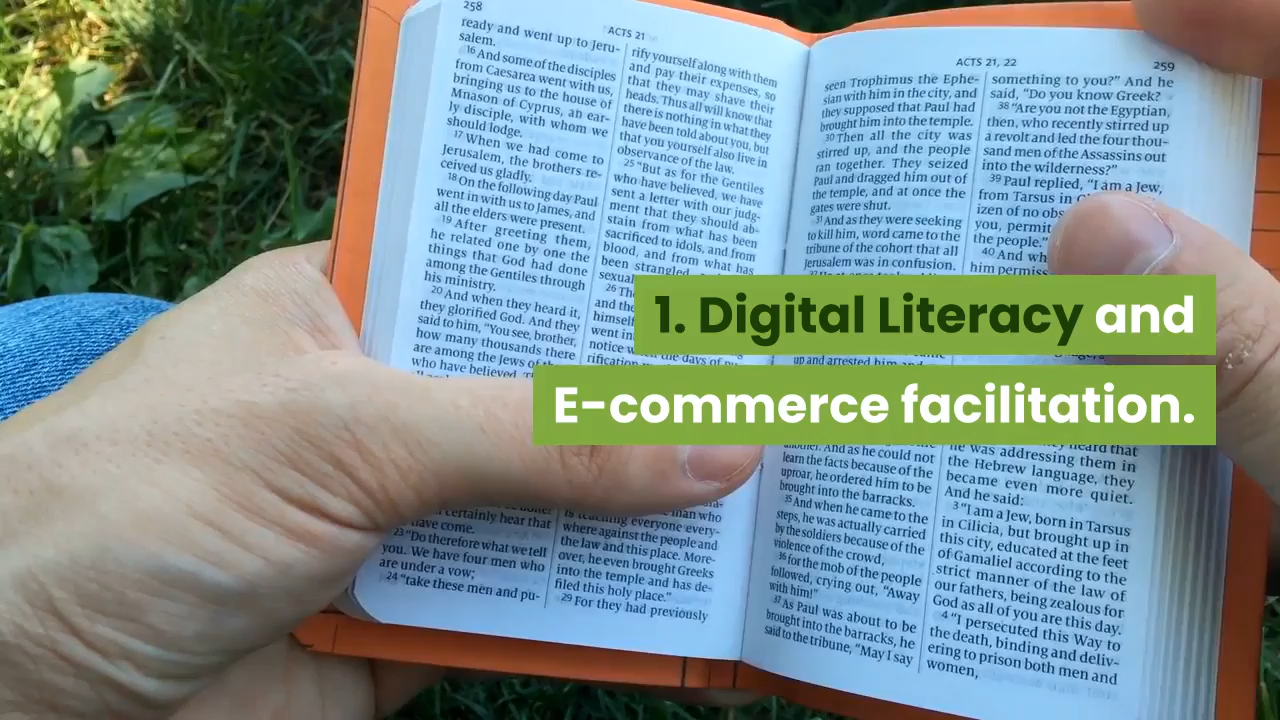 258
ACTS 21
ready and went up to Jeru-
salem.
16 And some of the disciples
from Caesarea went with us,
bringing us to the house of
Mnason of Cyprus, an ear-
ly disciple, with whom we
should lodge.
17 When we had come to
Jerusalem, the brothers re-
ceived us gladly.
18 On the following day Paul
went in with us to James, and
all the elders were present.
19 After greeting them,
he related one by one the
things that God had done
among the Gentiles through
his ministry.
20 And when they heard it,
they glorified God. And they
said to him, "You see, brother,
how many thousands there
are among the Jews of
who have believed.
certainly hear that
have come.
23 "Do therefore what we tell
you. We have four men who
are under a vow;
24 "take these men and pu-
rify yourself along with them
and pay their expenses, so
that they may shave their
heads. Thus all will know that
there is nothing in what they
have been told about you, but
that you yourself also live in
observance of the law.
25 "But as for the Gentiles
who have believed, we have
sent a letter with our judg-
ment that they should ab-
stain from what has been
sacrificed to idols, and from
blood, and from what has
been strangled,
sexual
26
and the
himself
went in
notice
the days of
rification
man who
is teaching everyone every-
where against the people and
the law and this place. More-
over, he even brought Greeks
into the temple and has de-
filed this holy place."
29 For they had previously
ACTS 21, 22
259
seen Trophimus the Ephe-
sian with him in the city, and
they supposed that Paul had
brought him into the temple.
30 Then all the city was
stirred up, and the people
ran together. They seized
Paul and dragged him out of
the temple, and at once the
gates were shut.
31 And as they were seeking
to kill him, word came to the
tribune of the cohort that all
Jerusalem was in confusion.
up and arrested him and
another. And as he could not
learn the facts because of the
uproar, he ordered him to be
brought into the barracks.
35 And when he came to the
steps, he was actually carried
by the soldiers because of the
violence of the crowd,
36 for the mob of the people
followed, crying out, "Away
with him!"
37 As Paul was about to be
brought into the barracks, he
said to the tribune, "May I say
something to you?" And he
said, "Do you know Greek?
38 "Are you not the Egyptian,
then, who recently stirred up
a revolt and led the four thou-
sand men of the Assassins out
into the wilderness?"
39 Paul replied, "I am a Jew,
from Tarsus in
izen of no
you, permit
the people."
40 And
him
heard that
he was addressing them in
the Hebrew language, they
became even more quiet.
And he said:
3 "I am a Jew, born in Tarsus
in Cilicia, but brought up in
this city, educated at the feet
of Gamaliel according to the
strict manner of the law of
our fathers, being zealous for
God as all of you are this day.
4 "I persecuted this Way to
the death, binding and deliv-
ering to prison both men and
women,
1. Digital Literacy and
E-commerce facilitation.